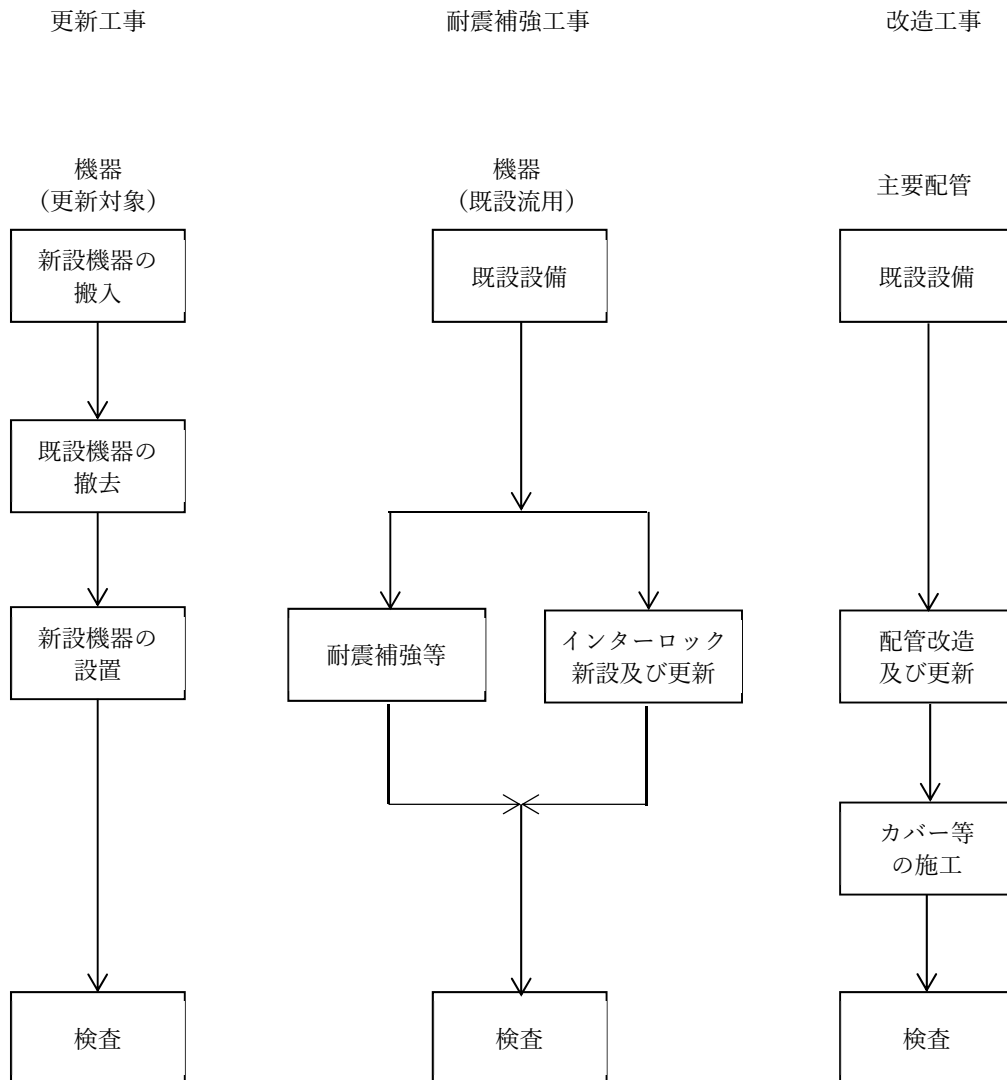 更新工事
耐震補強工事
改造工事
機器
(更新対象)
機器
(既設流用)
主要配管
新設機器の
搬入
既設設備
既設設備
既設機器の
撤去
新設機器の
設置
耐震補強等
インターロック
新設及び更新
配管改造
及び更新
カバー等
の施工
検査
検査
検査